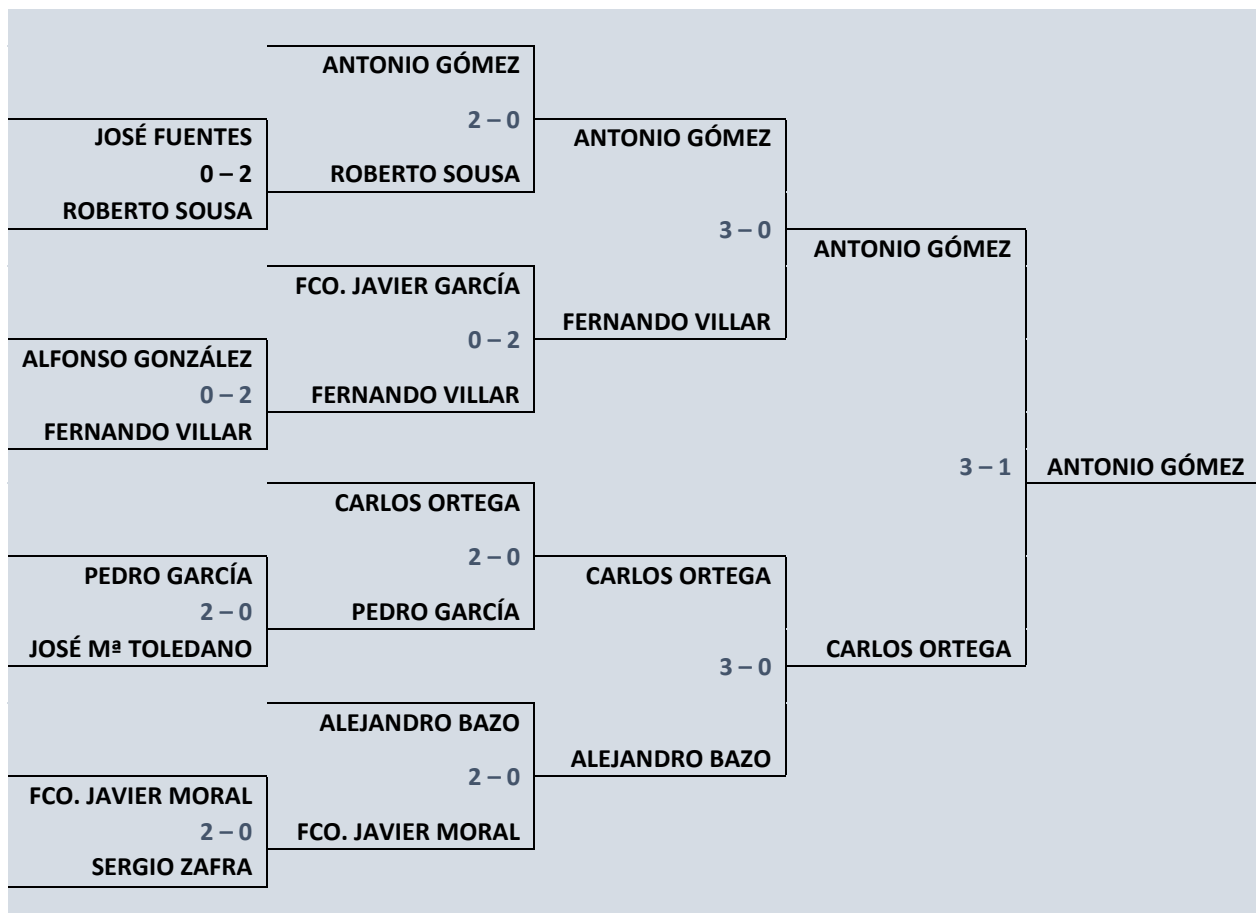 ANTONIO GÓMEZ
2 – 0
JOSÉ FUENTES
ANTONIO GÓMEZ
0 – 2
ROBERTO SOUSA
ROBERTO SOUSA
3 – 0
ANTONIO GÓMEZ
FCO. JAVIER GARCÍA
FERNANDO VILLAR
0 – 2
ALFONSO GONZÁLEZ
0 – 2
FERNANDO VILLAR
FERNANDO VILLAR
3 – 1
ANTONIO GÓMEZ
CARLOS ORTEGA
2 – 0
PEDRO GARCÍA
CARLOS ORTEGA
2 – 0
PEDRO GARCÍA
JOSÉ Mª TOLEDANO
CARLOS ORTEGA
3 – 0
ALEJANDRO BAZO
ALEJANDRO BAZO
2 – 0
FCO. JAVIER MORAL
2 – 0
FCO. JAVIER MORAL
SERGIO ZAFRA